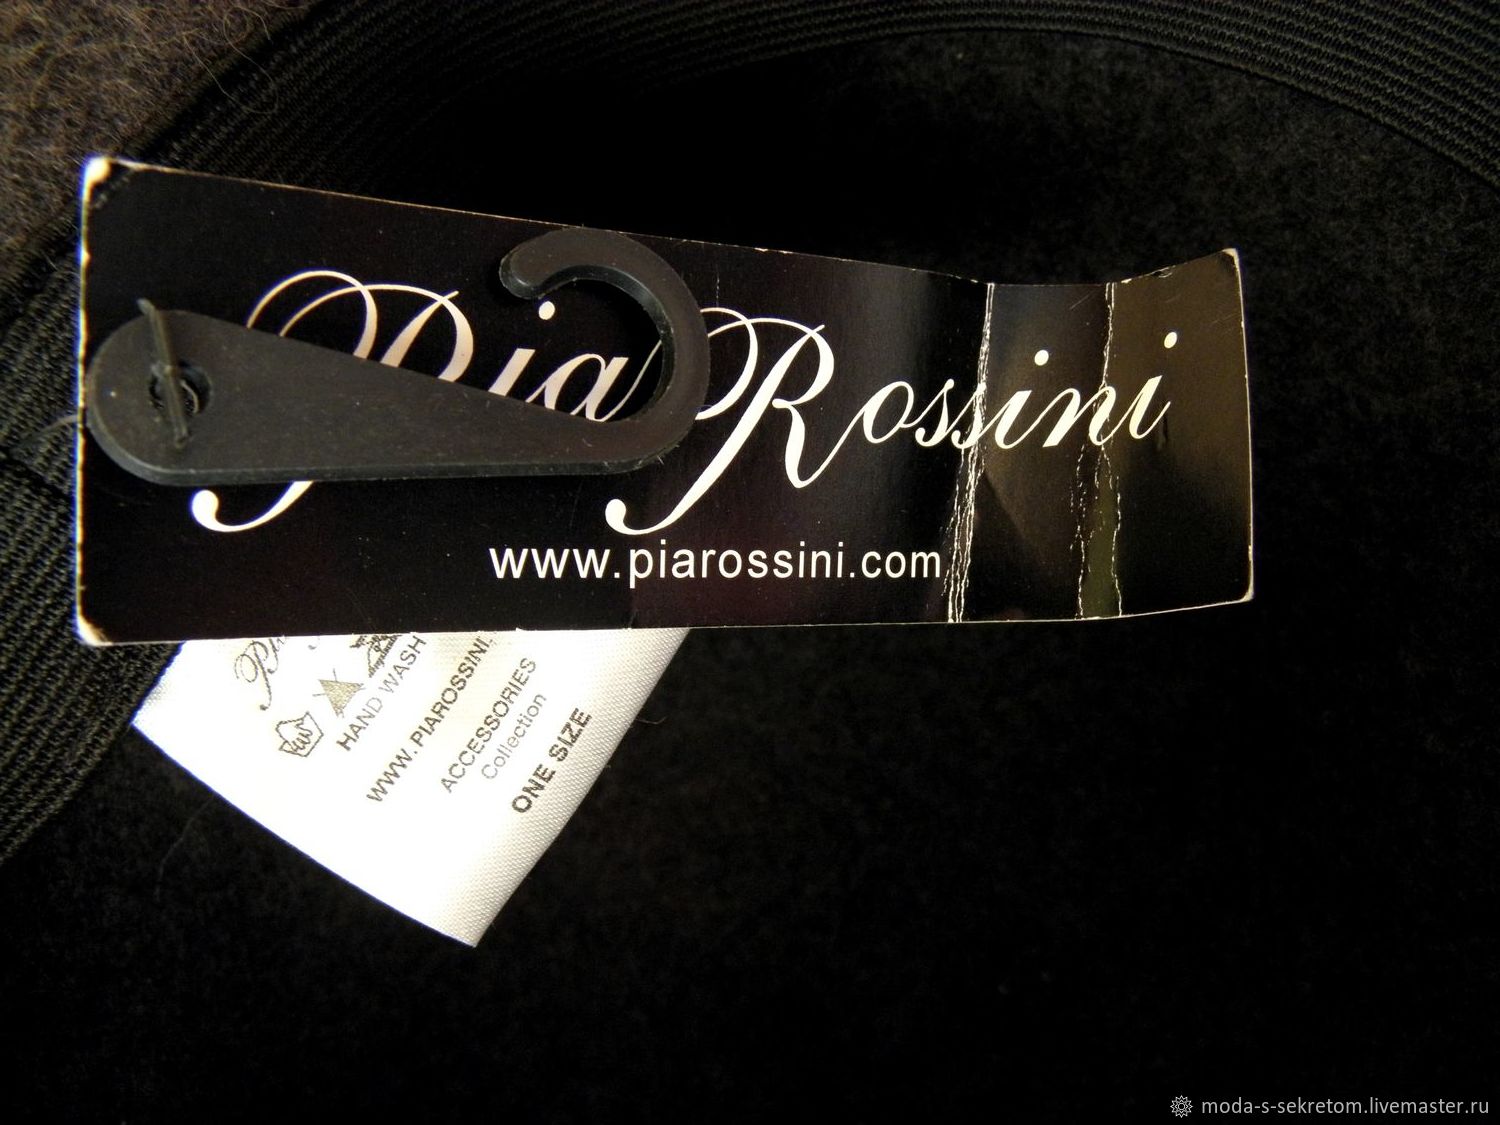 Pia Rossini
www.piarossini.com
HAND WASH
WWW. PIAROSSINI.
ACCESSORIES
Collection
ONE SIZE
moda-s-sekretom.livemaster.ru